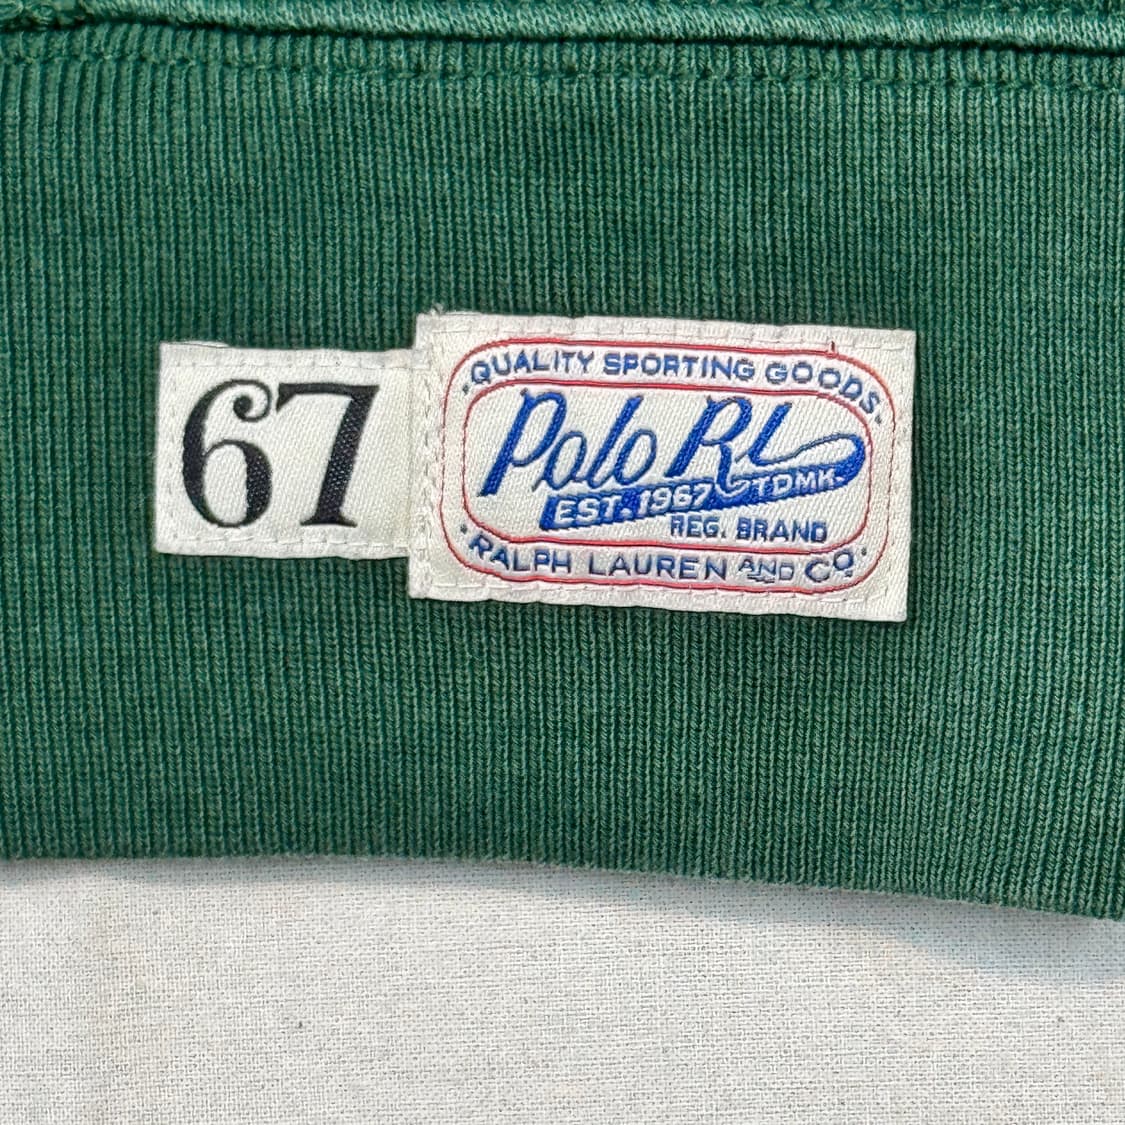 67
QUALITY SPORTING GOODS
Polo RL
EST. 1967 TDMK
REG. BRAND
RALPH LAUREN AND CO.